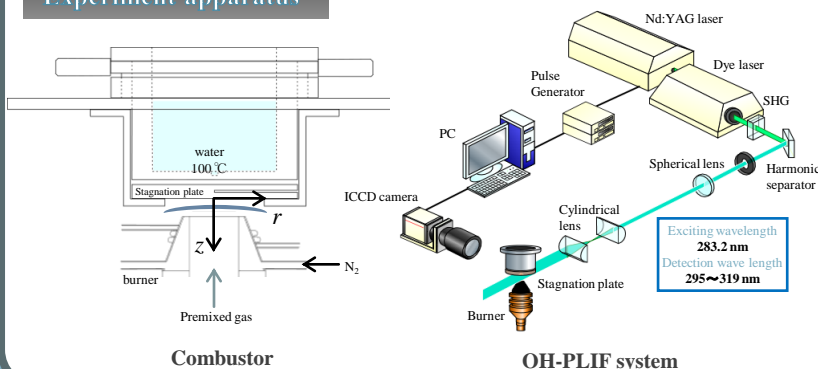 Experiment apparatus
water
100℃
Stagnation plate
r
z
burner
N2
Premixed gas
Combustor
Nd:YAG laser
Dye laser
Pulse
Generator
SHG
PC
Spherical lens
Harmonic
separator
ICCD camera
Cylindrical
lens
Exciting wavelength
283.2 nm
Detection wave length
295〜319 nm
Stagnation plate
Burner
OH-PLIF system